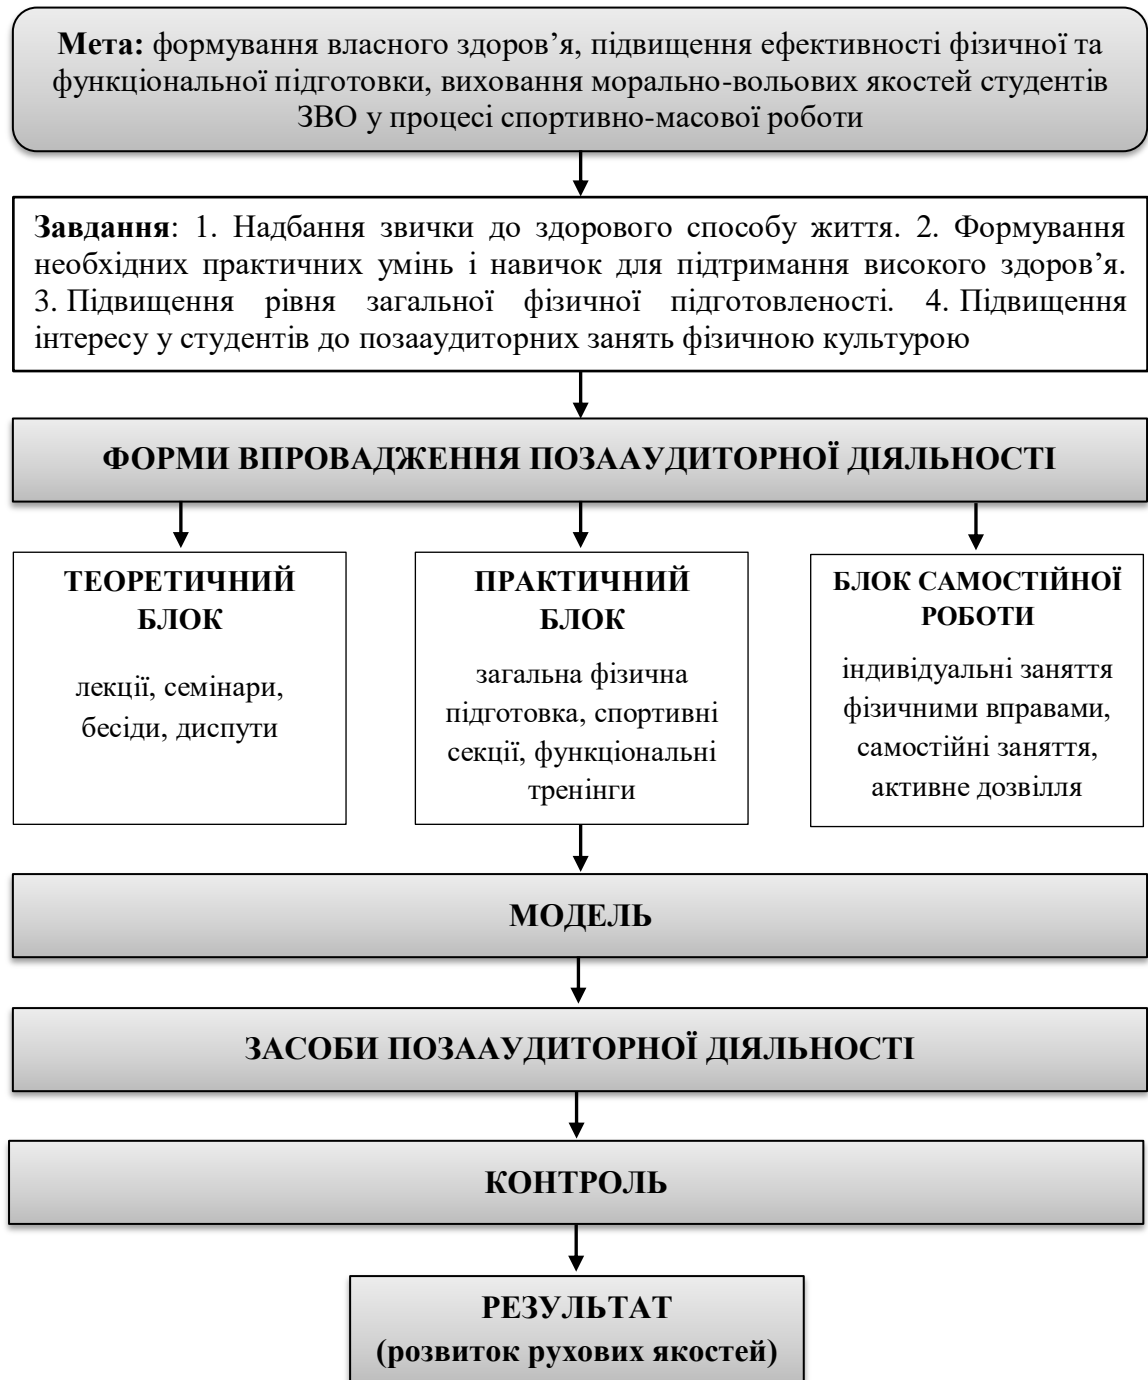 Мета: формування власного здоров’я, підвищення ефективності фізичної та
функціональної підготовки, виховання морально-вольових якостей студентів
ЗВО у процесі спортивно-масової роботи
Завдання: 1. Надбання звички до здорового способу життя. 2. Формування
необхідних практичних умінь і навичок для підтримання високого здоров’я.
3. Підвищення рівня загальної фізичної підготовленості. 4. Підвищення
інтересу у студентів до позааудиторних занять фізичною культурою
ФОРМИ ВПРОВАДЖЕННЯ ПОЗААУДИТОРНОЇ ДІЯЛЬНОСТІ
ТЕОРЕТИЧНИЙ
БЛОК
лекції, семінари,
бесіди, диспути
ПРАКТИЧНИЙ
БЛОК
загальна фізична
підготовка, спортивні
секції, функціональні
тренінги
БЛОК САМОСТІЙНОЇ
РОБОТИ
індивідуальні заняття
фізичними вправами,
самостійні заняття,
активне дозвілля
МОДЕЛЬ
ЗАСОБИ ПОЗААУДИТОРНОЇ ДІЯЛЬНОСТІ
КОНТРОЛЬ
РЕЗУЛЬТАТ
(розвиток рухових якостей)